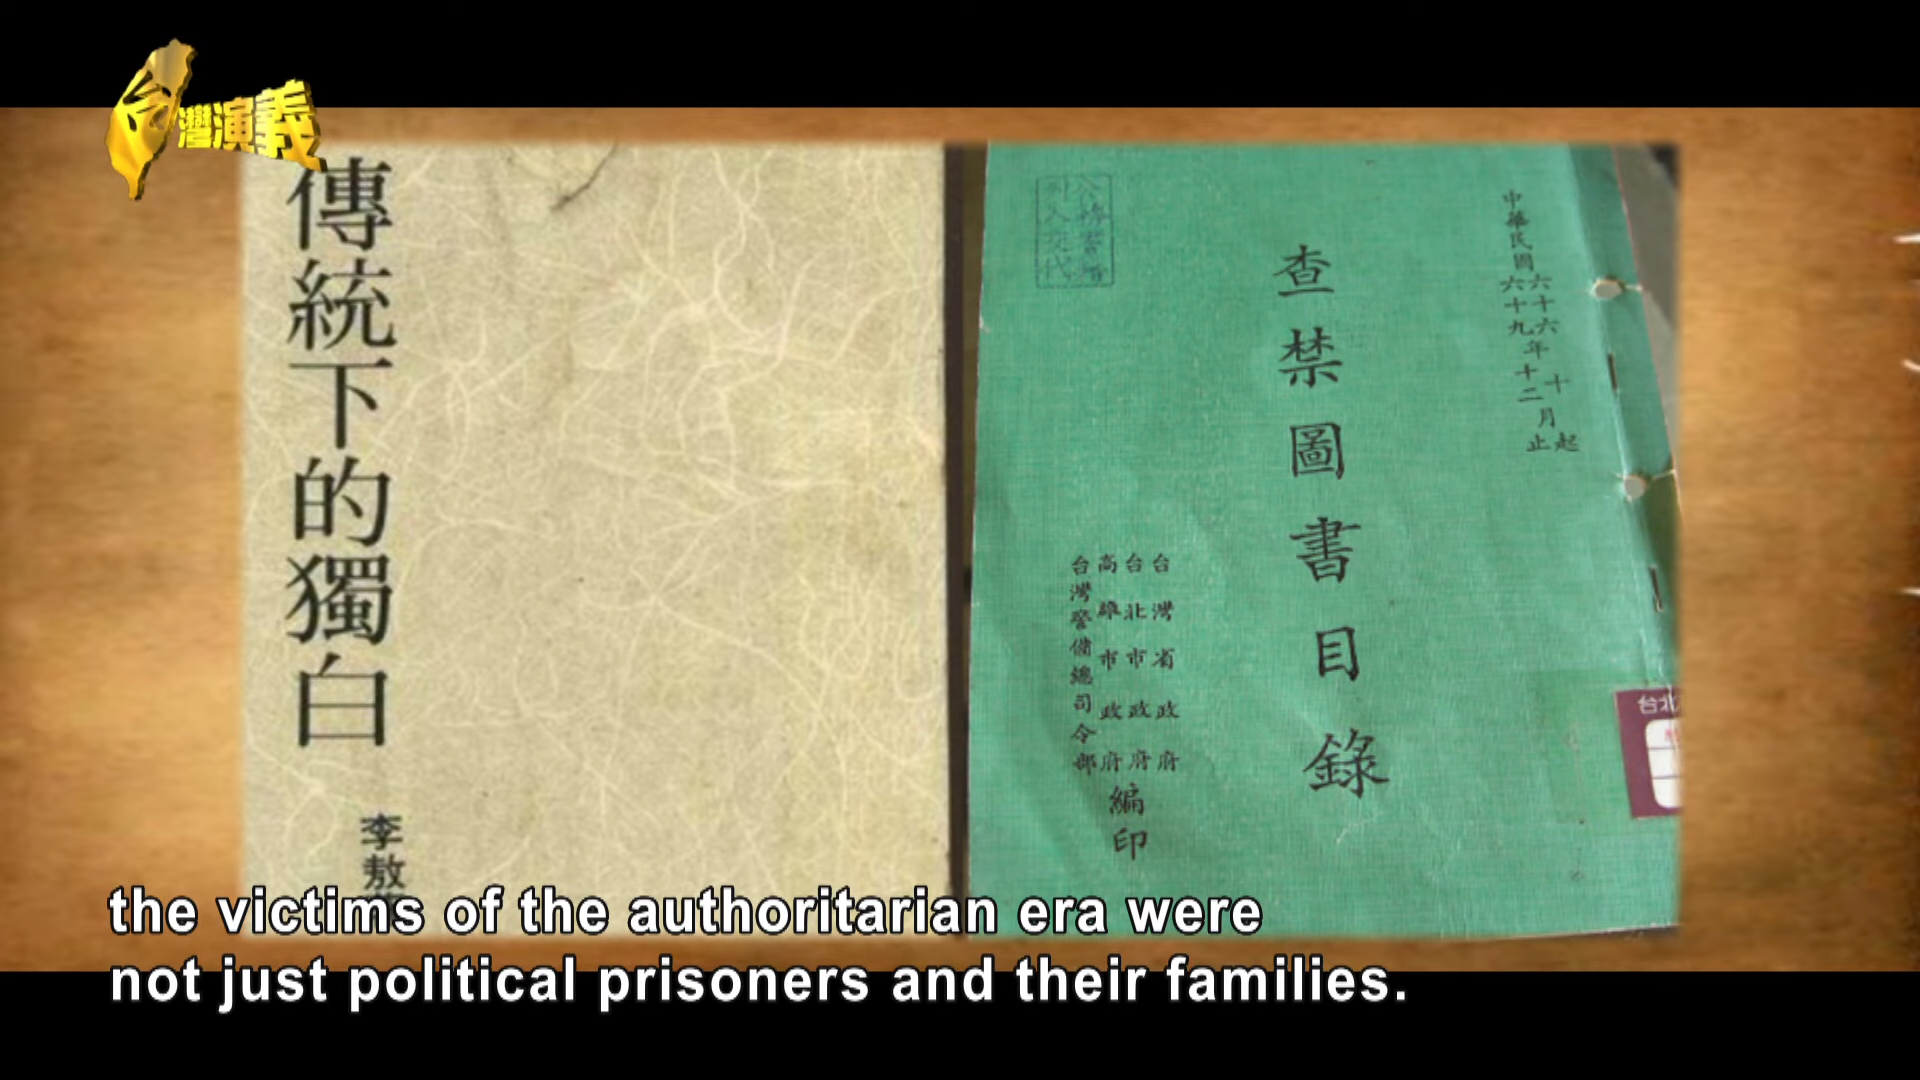 台灣演義
傳統下的獨白
李敖
中華民國
六十六年十月起
六十九年十二月止
查禁圖書目錄
台灣省政府
台北市政府
高雄市政府
台灣警備總司令部
編印
列入交代
台北
the victims of the authoritarian era were
not just political prisoners and their families.